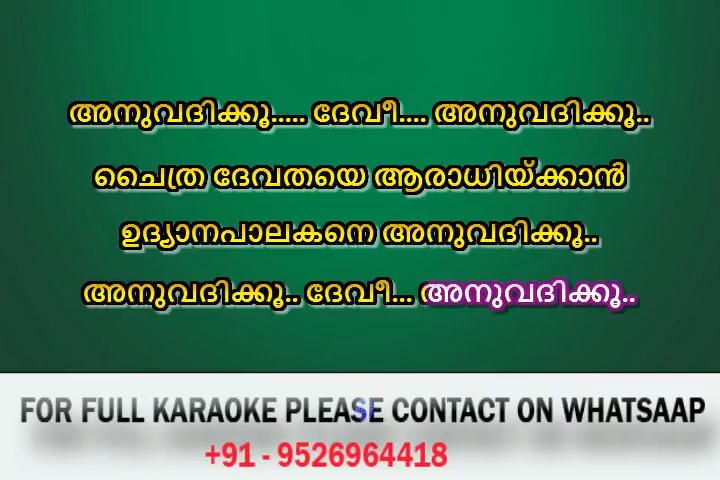 അനുവദിക്കൂ..... ദേവീ.... അനുവദിക്കൂ..
ചൈത്ര ദേവതയെ ആരാധിയ്ക്കാൻ
ഉദ്യാനപാലകനെ അനുവദിക്കൂ..
അനുവദിക്കൂ.. ദേവീ... അനുവദിക്കൂ..
FOR FULL KARAOKE PLEASE CONTACT ON WHATSAAP
+91 - 9526964418